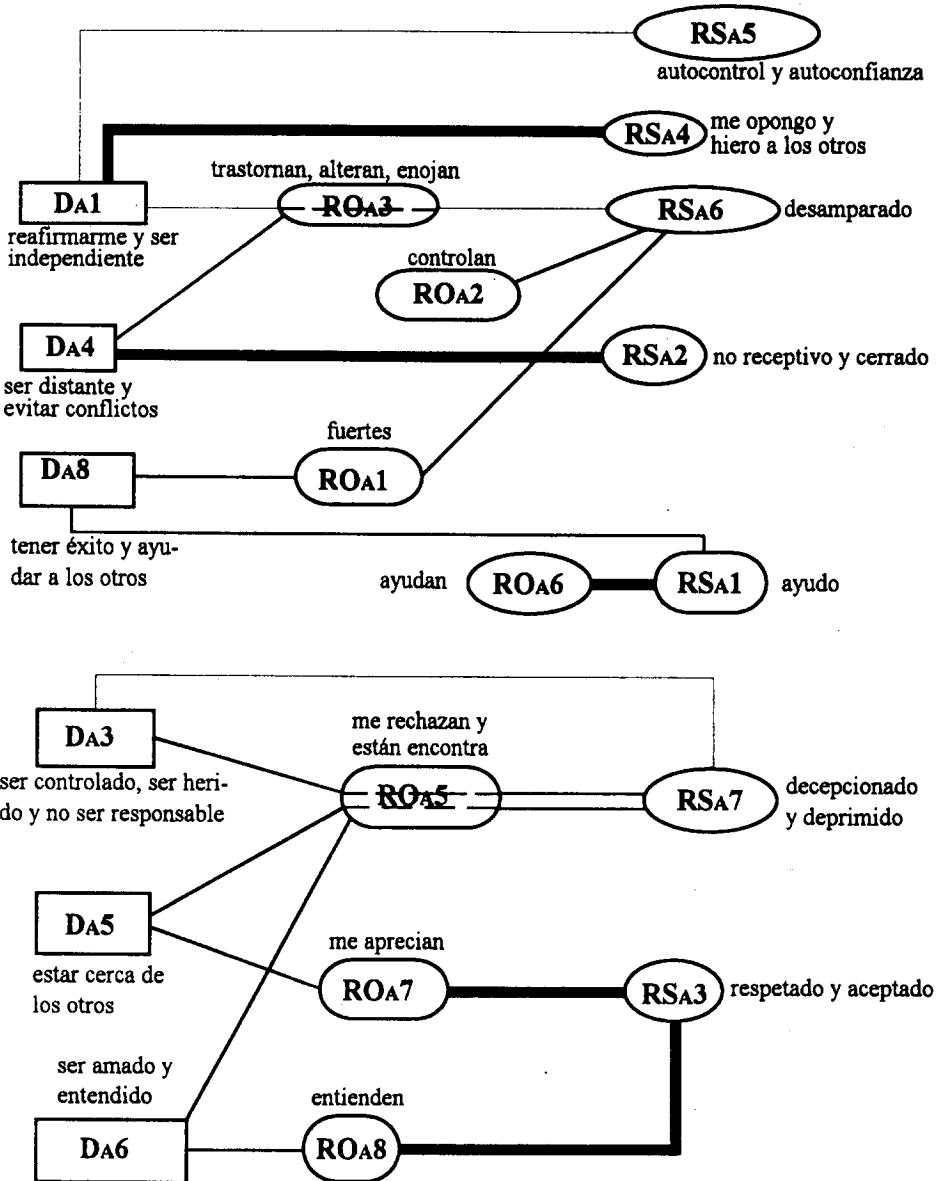 RSA5
autocontrol y autoconfianza
RSA4
me opongo y
hiero a los otros
trastornan, alteran, enojan
DA1
ROA3
RSA6
desamparado
reafirmarme y ser
independiente
controlan
ROA2
DA4
RSA2
no receptivo y cerrado
ser distante y
evitar conflictos
fuertes
DA8
ROA1
tener éxito y ayu-
dar a los otros
ayudan
ROA6
RSA1
ayudo
DA3
me rechazan y
están encontra
ser controlado, ser heri-
do y no ser responsable
ROA5
RSA7
decepcionado
y deprimido
DA5
me aprecian
estar cerca de
los otros
ROA7
RSA3
respetado y aceptado
ser amado y
entendido
entienden
DA6
ROA8